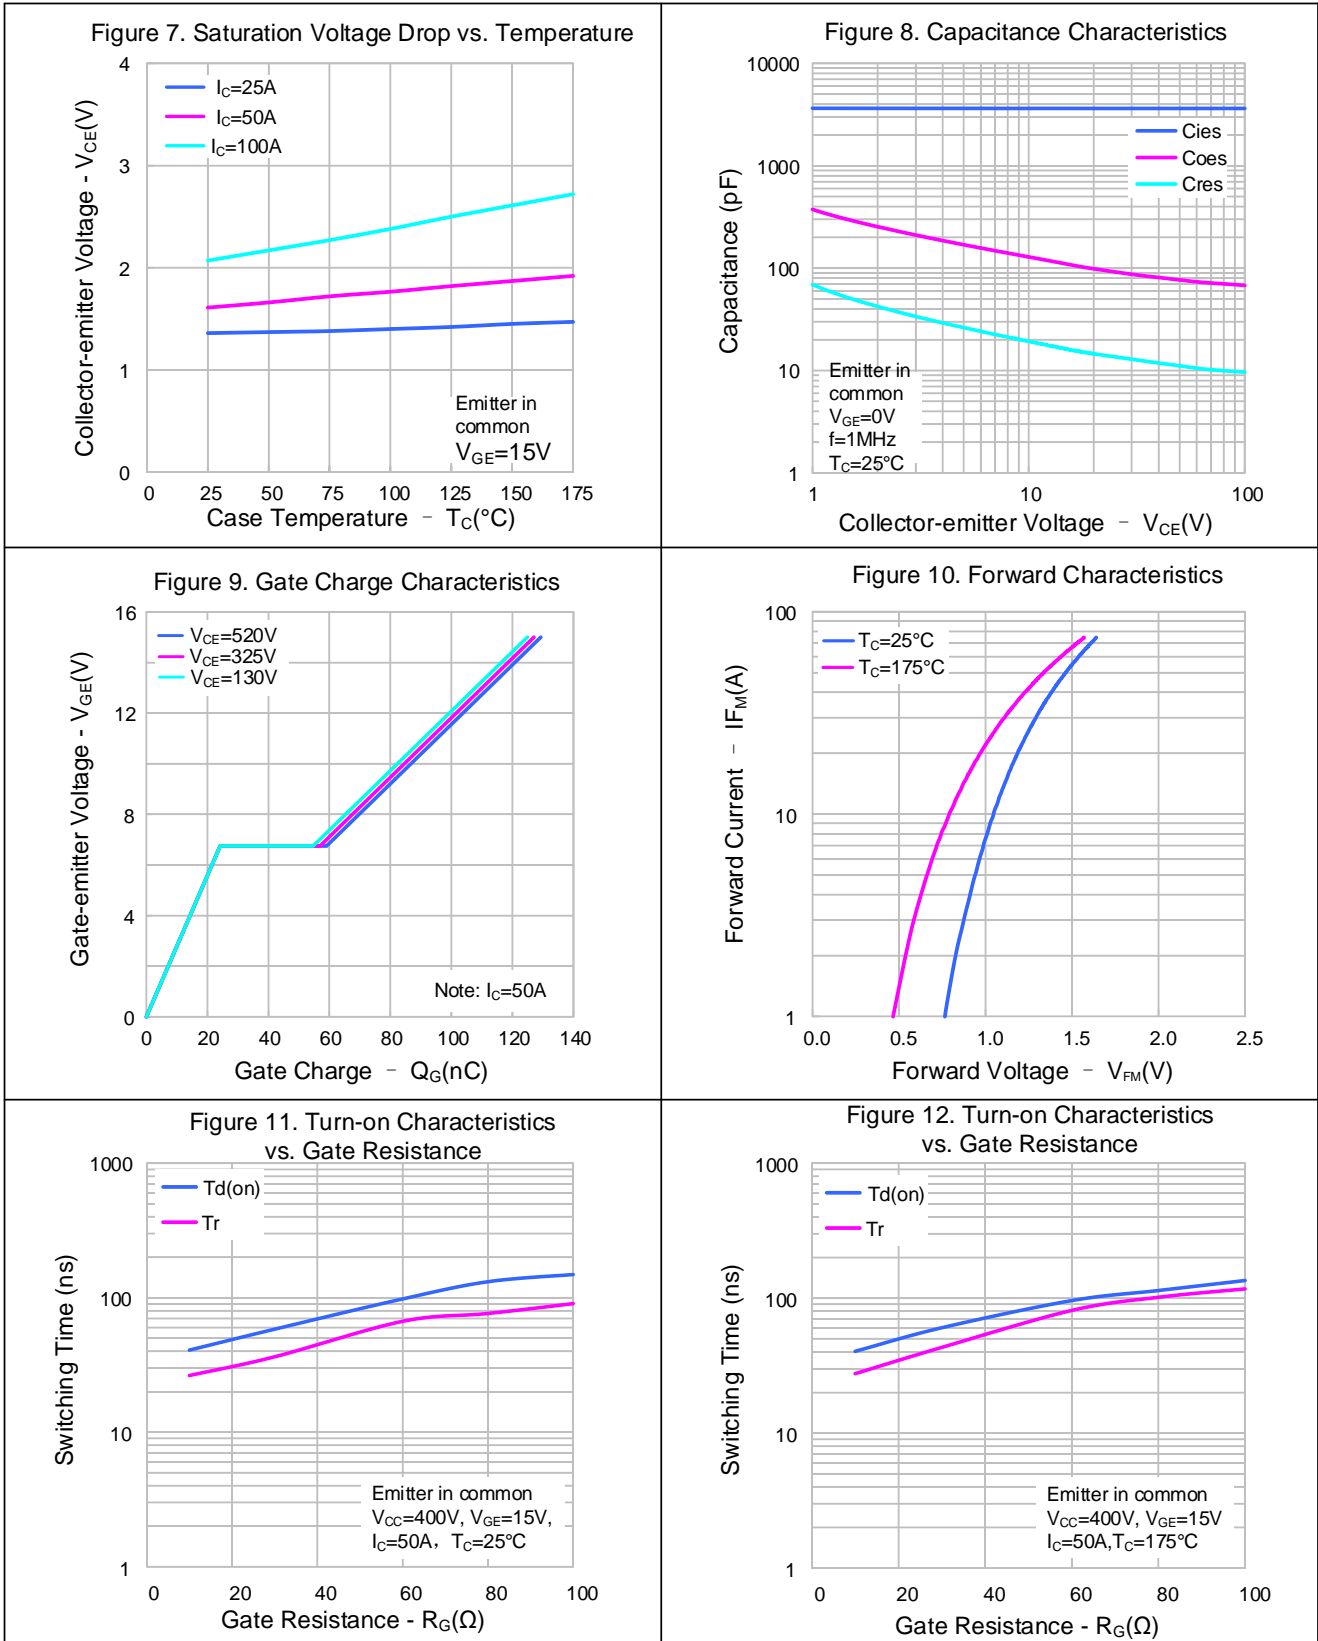 Figure 7. Saturation Voltage Drop vs. Temperature
4
3
2
1
0
Collector-emitter Voltage - VCE(V)
IC=25A
IC=50A
IC=100A
Emitter in
common
VGE=15V
0 25 50 75 100 125 150 175
Case Temperature – TC(°C)
Figure 8. Capacitance Characteristics
10000
1000
100
10
1
Capacitance (pF)
Cies
Coes
Cres
Emitter in
common
VGE=0V
f=1MHz
TC=25°C
1 10 100
Collector-emitter Voltage – VCE(V)
Figure 9. Gate Charge Characteristics
16
12
8
4
0
Gate-emitter Voltage - VGE(V)
VCE=520V
VCE=325V
VCE=130V
Note: IC=50A
0 20 40 60 80 100 120 140
Gate Charge – QG(nC)
Figure 10. Forward Characteristics
100
10
1
Forward Current – IFM(A)
TC=25°C
TC=175°C
0.0 0.5 1.0 1.5 2.0 2.5
Forward Voltage – VFM(V)
Figure 11. Turn-on Characteristics
vs. Gate Resistance
1000
100
10
1
Switching Time (ns)
Td(on)
Tr
Emitter in common
VCC=400V, VGE=15V,
IC=50A, TC=25°C
0 20 40 60 80 100
Gate Resistance - RG(Ω)
Figure 12. Turn-on Characteristics
vs. Gate Resistance
1000
100
10
1
Switching Time (ns)
Td(on)
Tr
Emitter in common
VCC=400V, VGE=15V
IC=50A,TC=175°C
0 20 40 60 80 100
Gate Resistance - RG(Ω)